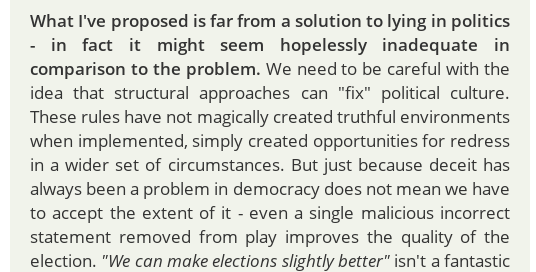 What I've proposed is far from a solution to lying in politics
- in fact it might seem hopelessly inadequate in
comparison to the problem. We need to be careful with the
idea that structural approaches can "fix" political culture.
These rules have not magically created truthful environments
when implemented, simply created opportunities for redress
in a wider set of circumstances. But just because deceit has
always been a problem in democracy does not mean we have
to accept the extent of it - even a single malicious incorrect
statement removed from play improves the quality of the
election. "We can make elections slightly better" isn't a fantastic